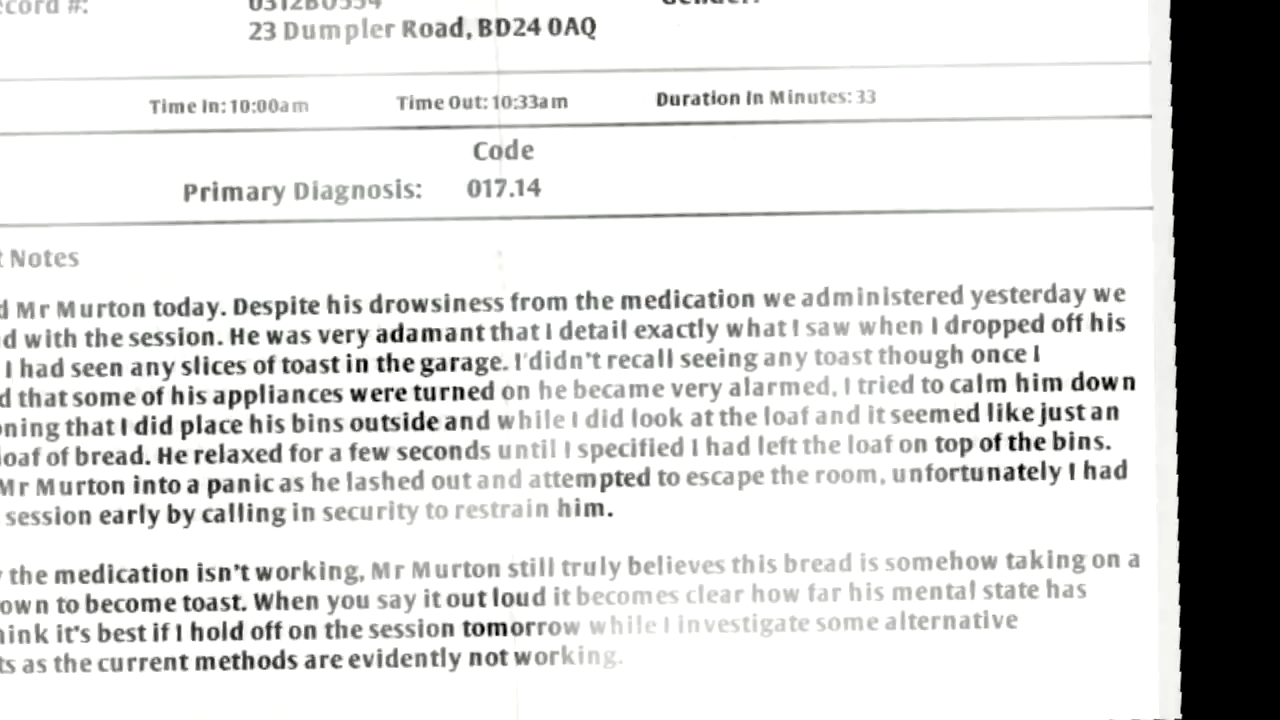 23 Dumpler Road, BD24 0AQ
Time In: 10:00am Time Out: 10:33am Duration In Minutes: 33
Code
Primary Diagnosis: 017.14
Notes
Mr Murton today. Despite his drowsiness from the medication we administered yesterday we
with the session. He was very adamant that I detail exactly what I saw when I dropped off his
I had seen any slices of toast in the garage. I didn't recall seeing any toast though once I
that some of his appliances were turned on he became very alarmed, I tried to calm him down
that I did place his bins outside and while I did look at the loaf and it seemed like just an
loaf of bread. He relaxed for a few seconds until I specified I had left the loaf on top of the bins.
Mr Murton into a panic as he lashed out and attempted to escape the room, unfortunately I had
session early by calling in security to restrain him.
the medication isn't working, Mr Murton still truly believes this bread is somehow taking on a
own to become toast. When you say it out loud it becomes clear how far his mental state has
it's best if I hold off on the session tomorrow while I investigate some alternative
as the current methods are evidently not working.